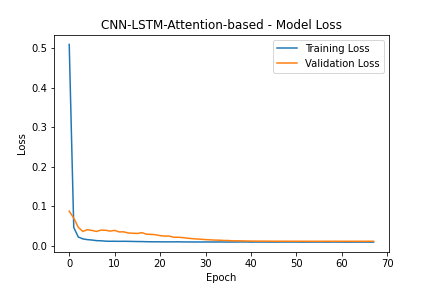 CNN-LSTM-Attention-based - Model Loss
Training Loss
Validation Loss
Loss
0.5
0.4
0.3
0.2
0.1
0.0
0 10 20 30 40 50 60 70
Epoch